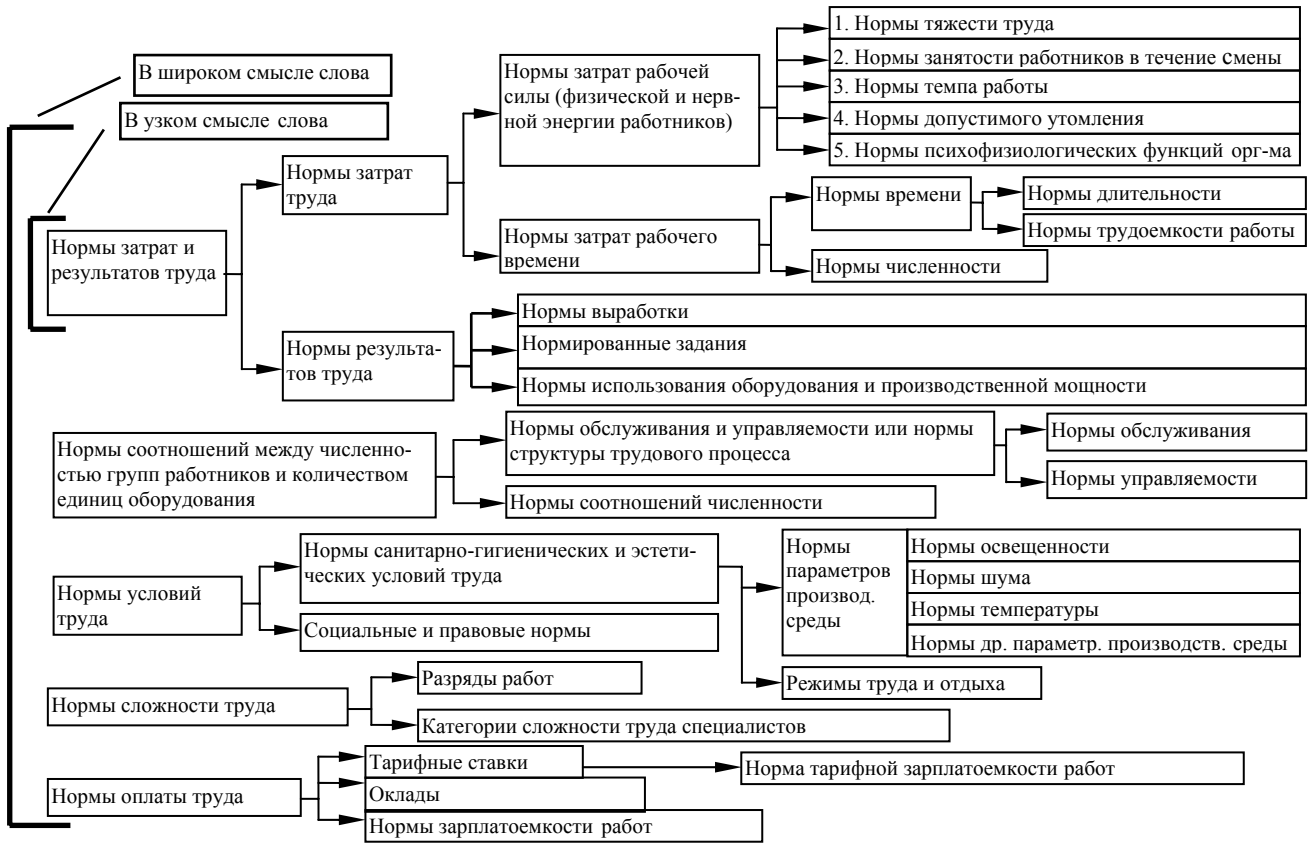 В широком смысле слова
В узком смысле слова
Нормы затрат и
результатов труда
Нормы затрат
труда
Нормы затрат рабочей
силы (физической и нерв-
ной энергии работников)
1. Нормы тяжести труда
2. Нормы занятости работников в течение смены
3. Нормы темпа работы
4. Нормы допустимого утомления
5. Нормы психофизиологических функций орг-ма
Нормы затрат рабочего
времени
Нормы времени
Нормы длительности
Нормы трудоемкости работы
Нормы численности
Нормы результа-
тов труда
Нормы выработки
Нормированные задания
Нормы использования оборудования и производственной мощности
Нормы соотношений между численно-
стью групп работников и количеством
единиц оборудования
Нормы обслуживания и управляемости или нормы
структуры трудового процесса
Нормы обслуживания
Нормы управляемости
Нормы соотношений численности
Нормы условий
труда
Нормы санитарно-гигиенических и эстети-
ческих условий труда
Нормы
параметров
производ.
среды
Нормы освещенности
Нормы шума
Нормы температуры
Нормы др. параметр. производств. среды
Режимы труда и отдыха
Социальные и правовые нормы
Нормы сложности труда
Разряды работ
Категории сложности труда специалистов
Нормы оплаты труда
Тарифные ставки
Норма тарифной зарплатоемкости работ
Оклады
Нормы зарплатоемкости работ